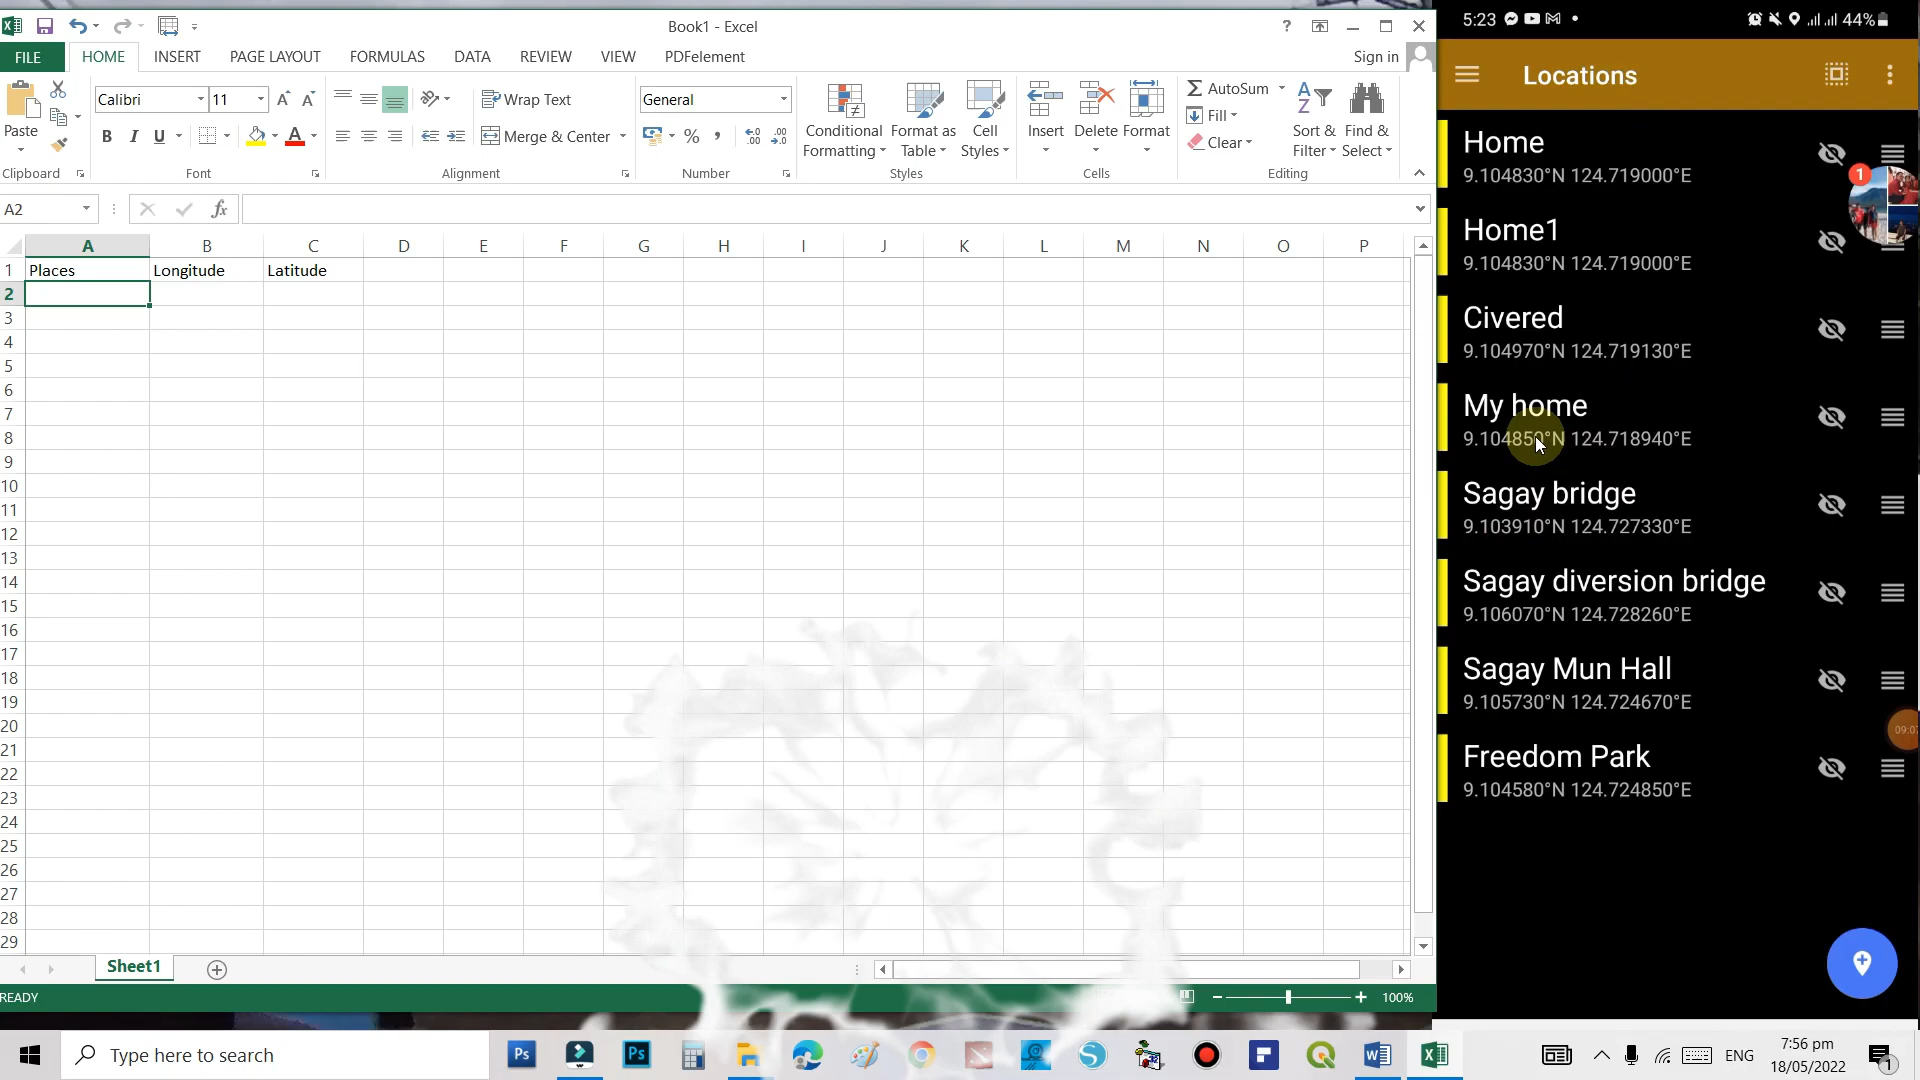 Book1 - Excel
FILE HOME INSERT PAGE LAYOUT FORMULAS DATA REVIEW VIEW PDFelement Sign in
Calibri 11 Wrap Text General AutoSum
Paste Merge & Center Conditional Formatting Format as Table Cell Styles Insert Delete Format Fill Sort & Filter Find & Select
Clear
Clipboard Font Alignment Number Styles Cells Editing
A2
A B C D E F G H I J K L M N O P
1 Places Longitude Latitude
2
3
4
5
6
7
8
9
10
11
12
13
14
15
16
17
18
19
20
21
22
23
24
25
26
27
28
29
Sheet1
READY 100%
5:23 44%
Locations
Home
9.104830°N 124.719000°E
1
Home1
9.104830°N 124.719000°E
Civered
9.104970°N 124.719130°E
My home
9.104850°N 124.718940°E
Sagay bridge
9.103910°N 124.727330°E
Sagay diversion bridge
9.106070°N 124.728260°E
Sagay Mun Hall
9.105730°N 124.724670°E
Freedom Park
9.104580°N 124.724850°E
Type here to search
ENG
7:56 pm
18/05/2022
1